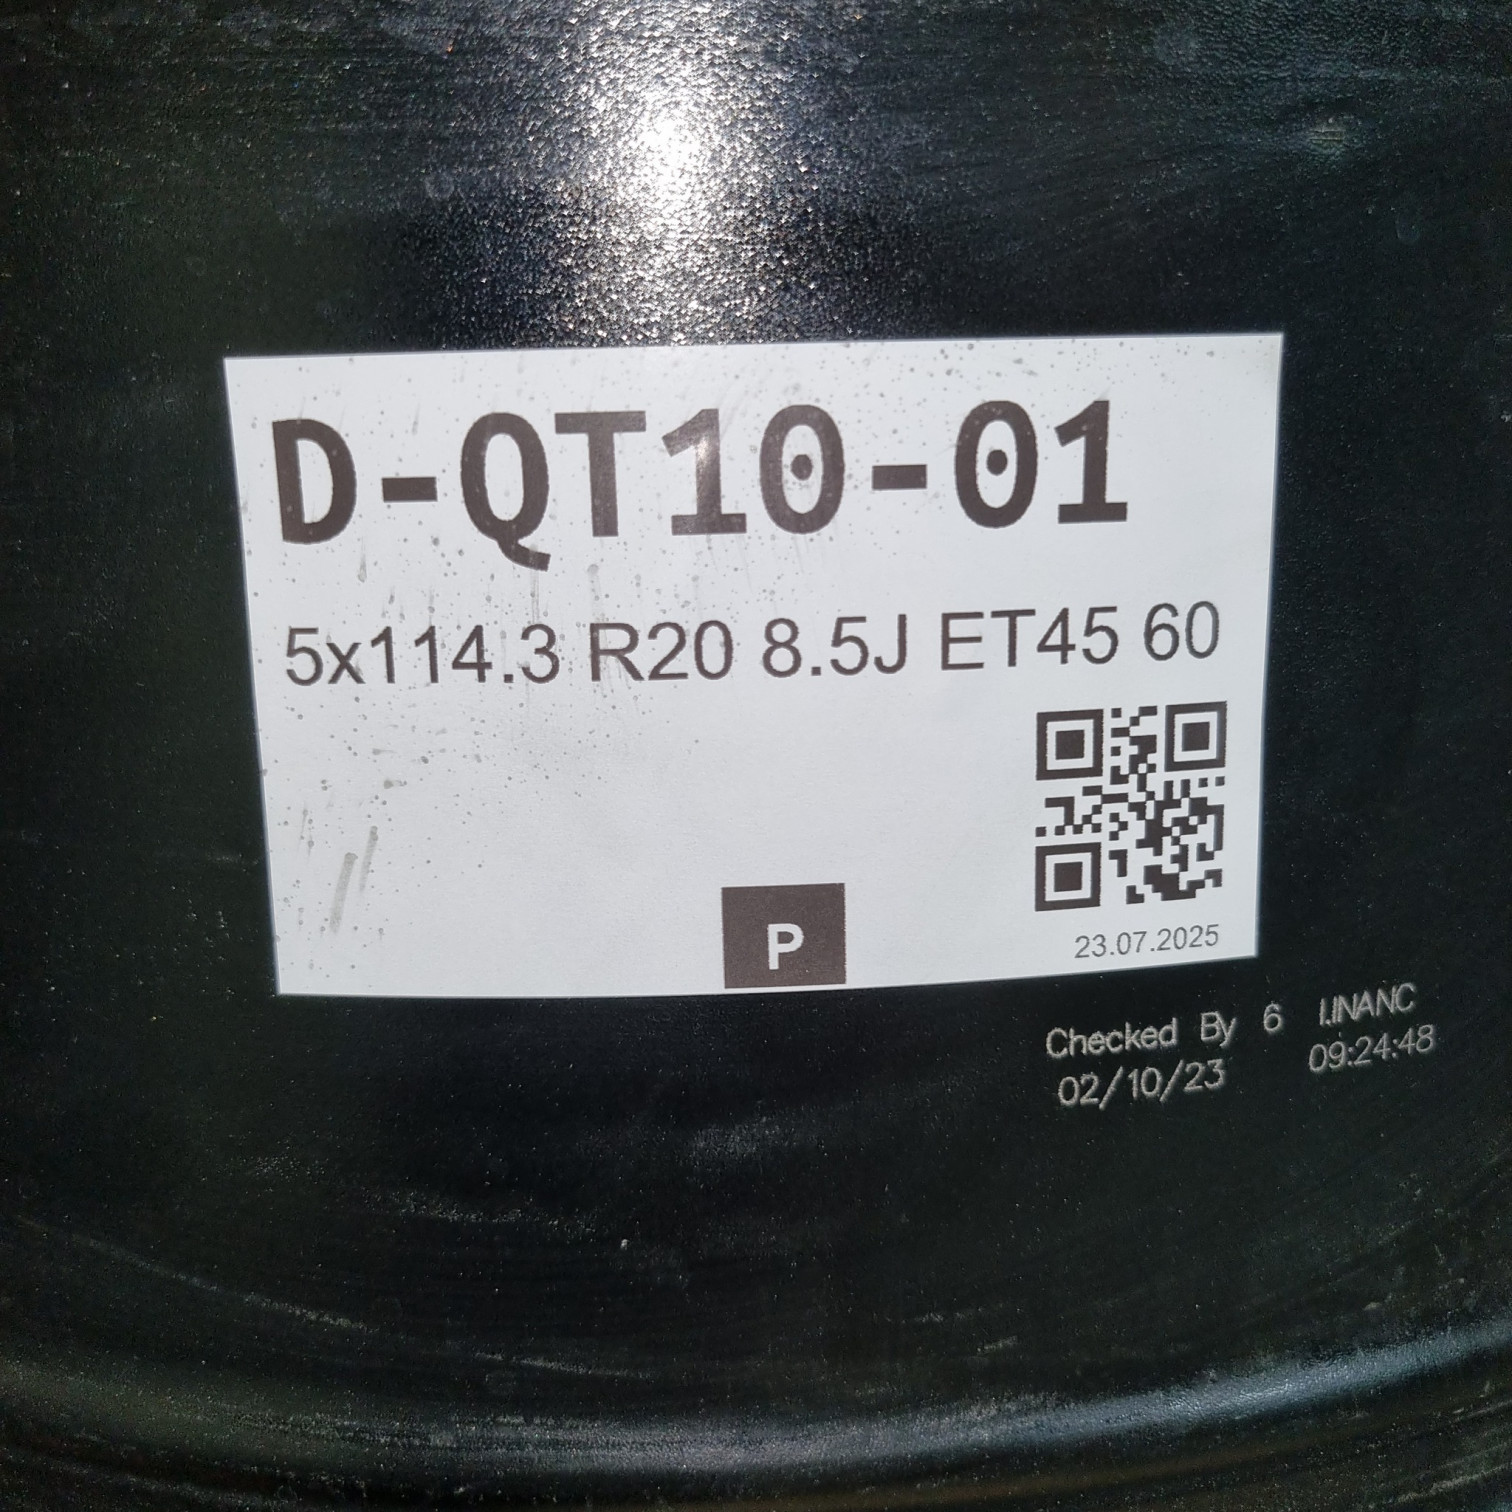 D-QT10-01
5x114.3 R20 8.5J ET45 60
P
23.07.2025
Checked By 6
02/10/23 09:24:48